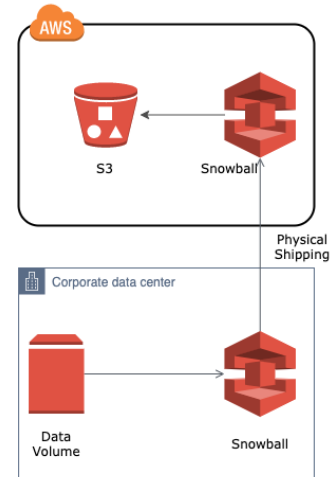 AWS
S3
Snowball
Physical
Shipping
Corporate data center
Data
Volume
Snowball